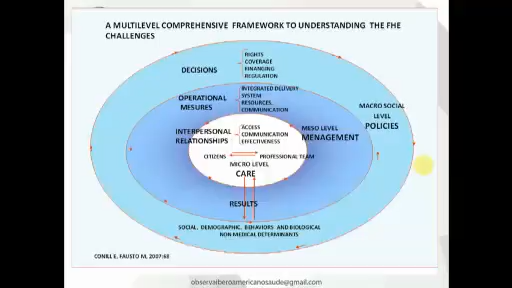 A MULTILEVEL COMPREHENSIVE FRAMEWORK TO UNDERSTANDING THE FHE
CHALLENGES
DECISIONS
RIGHTS
COVERAGE
FINANCING
REGULATION
OPERATIONAL
MESURES
INTEGRATED DELIVERY
SYSTEM
RESOURCES,
COMMUNICATION
MACRO SOCIAL
LEVEL
POLICIES
INTERPERSONAL
RELATIONSHIPS
ACCESS
COMMUNICATION
EFFECTIVENESS
MESO LEVEL
MENAGEMENT
CITIZENS
PROFESSIONAL TEAM
MICRO LEVEL
CARE
RESULTS
SOCIAL, DEMOGRAPHIC, BEHAVIORS AND BIOLOGICAL
NON MEDICAL DETERMINANTS
CONILL E, FAUSTO M, 2007:68
observaiberoamericanosaude@gmail.com